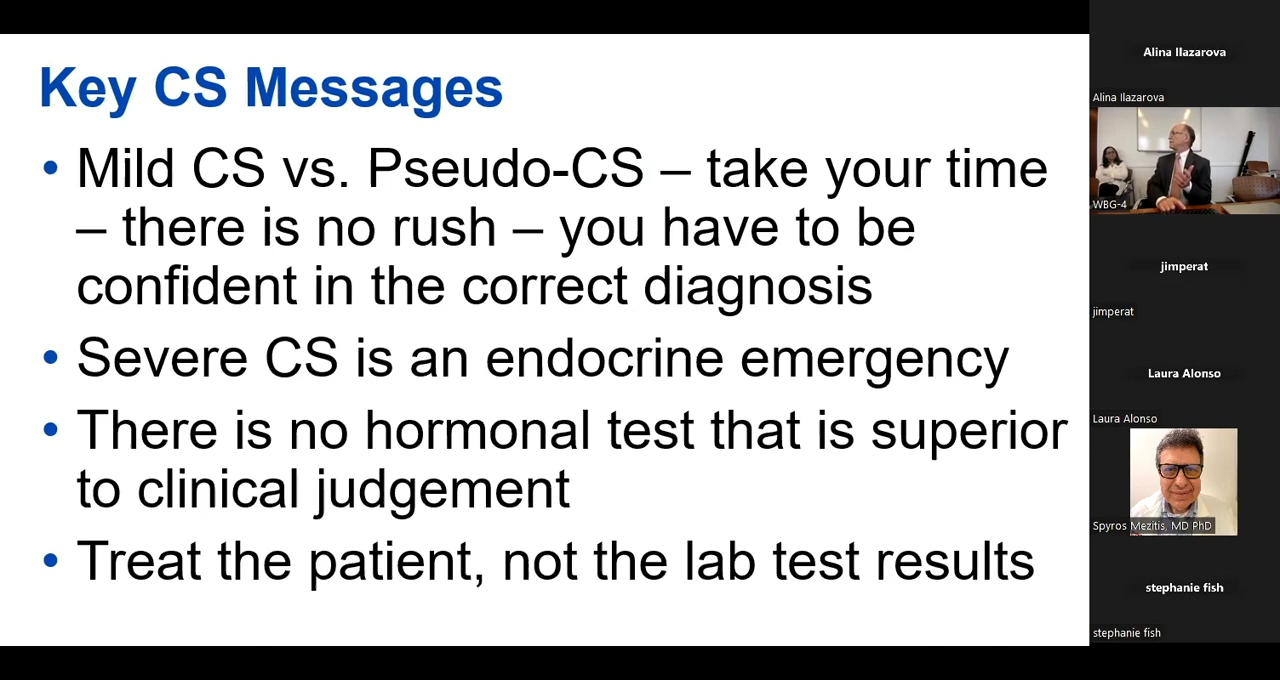 Key CS Messages
• Mild CS vs. Pseudo-CS – take your time
– there is no rush – you have to be
confident in the correct diagnosis
• Severe CS is an endocrine emergency
• There is no hormonal test that is superior
to clinical judgement
• Treat the patient, not the lab test results
Alina Ilazarova
Alina Ilazarova
WBG-4
jimperat
jimperat
Laura Alonso
Laura Alonso
Spyros Mezitis, MD PhD
stephanie fish
stephanie fish